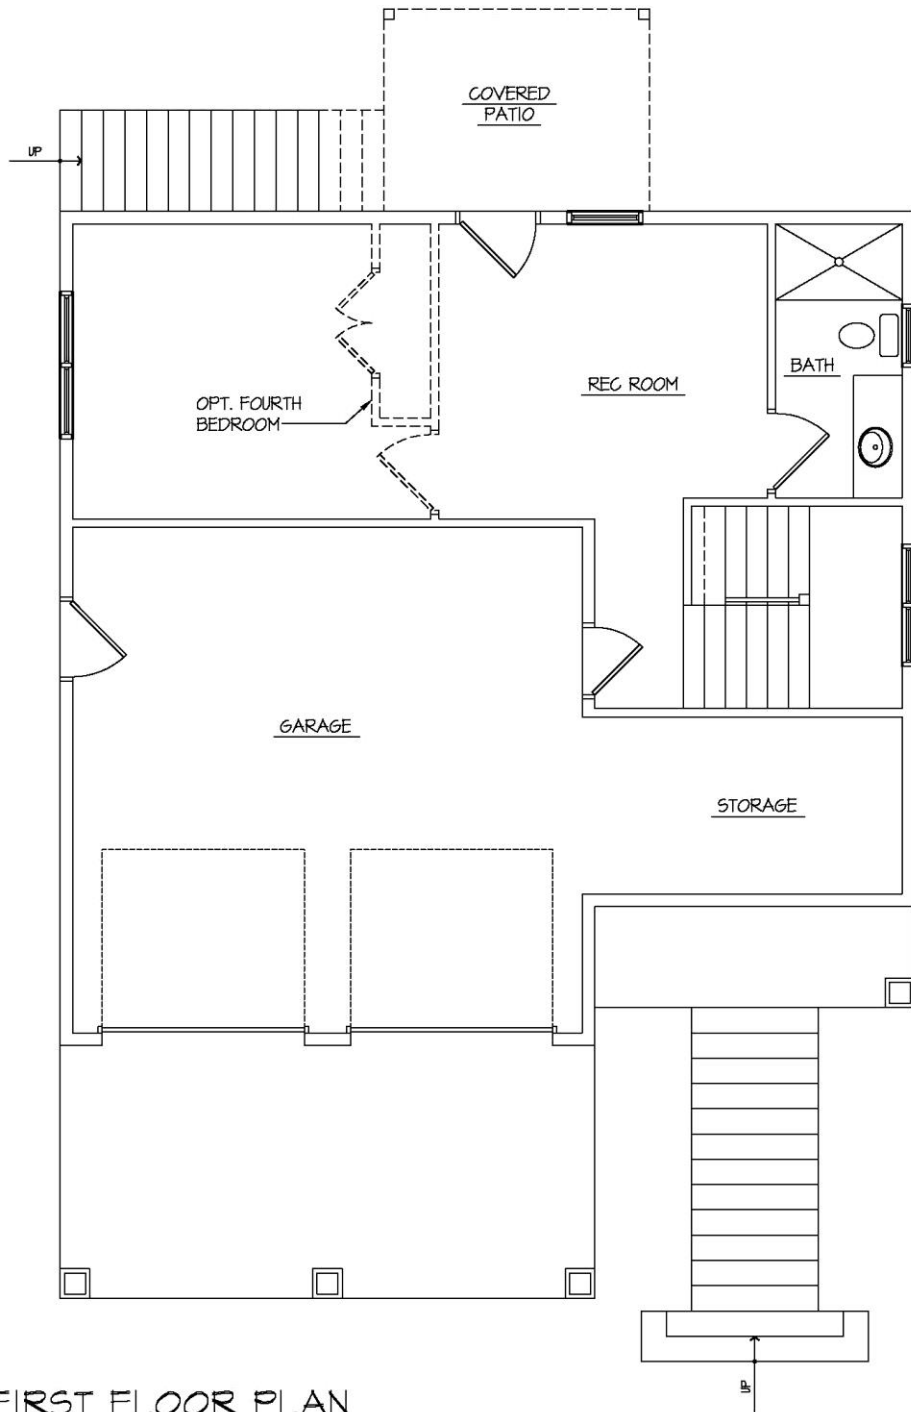 COVERED
PATIO
UP
REC ROOM
BATH
OPT. FOURTH
BEDROOM
GARAGE
STORAGE
UP
FIRST FLOOR PLAN